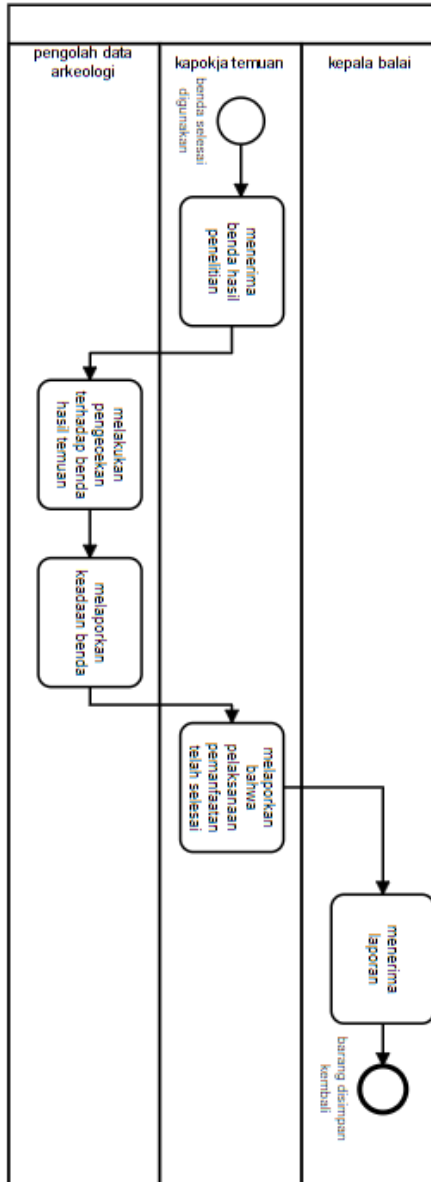 pengolah data
arkeologi
kapokja temuan
kepala balai
benda selesai
digunakan
menerima
benda hasil
penelitian
melakukan
pengecekan
terhadap benda
hasil temuan
melaporkan
keadaan benda
melaporkan
bahwa
pelaksanaan
pemanfaatan
telah selesai
menerima
laporan
barang disimpan
kembali